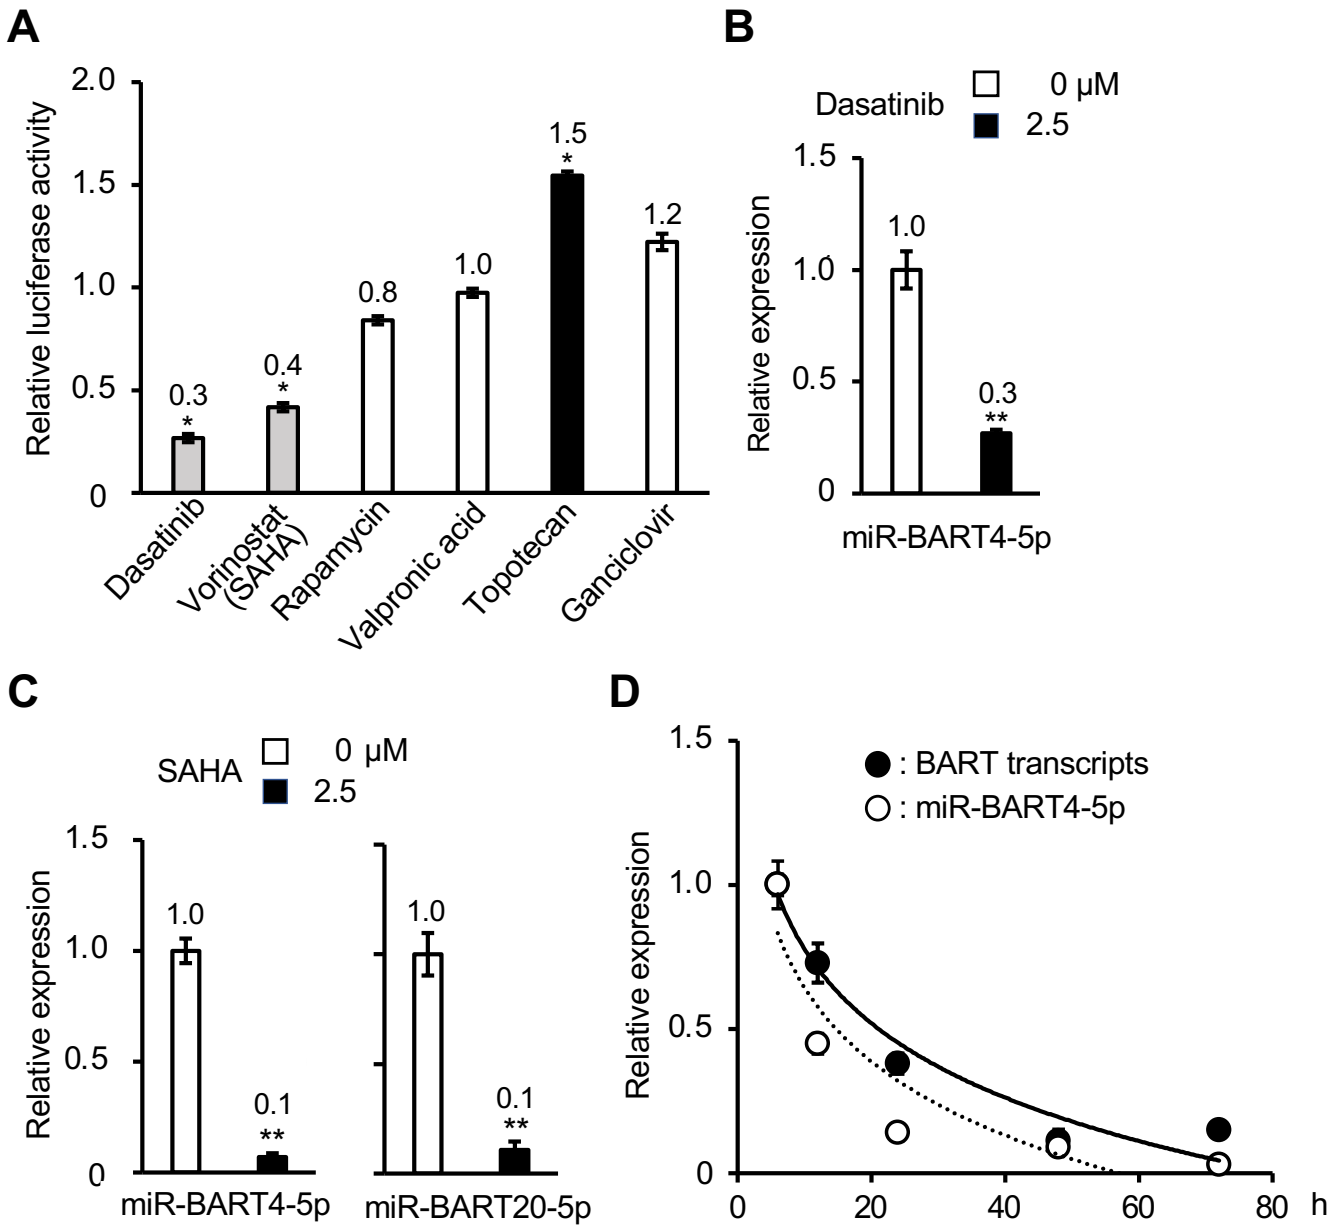 A
2.0
1.5
1.0
0.5
0
Relative luciferase activity
0.3
*
0.4
*
0.8
1.0
1.5
*
1.2
Dasatinib
Vorinostat
(SAHA)
Rapamycin
Valpronic acid
Topotecan
Ganciclovir
B
Dasatinib
0 µM
2.5
1.5
1.0
0.5
0
Relative expression
1.0
0.3
**
miR-BART4-5p
C
SAHA
0 µM
2.5
1.5
1.0
0.5
0
Relative expression
1.0
0.1
**
miR-BART4-5p
1.0
0.1
**
miR-BART20-5p
D
1.5
1.0
0.5
0
Relative expression
: BART transcripts
: miR-BART4-5p
0 20 40 60 80 h